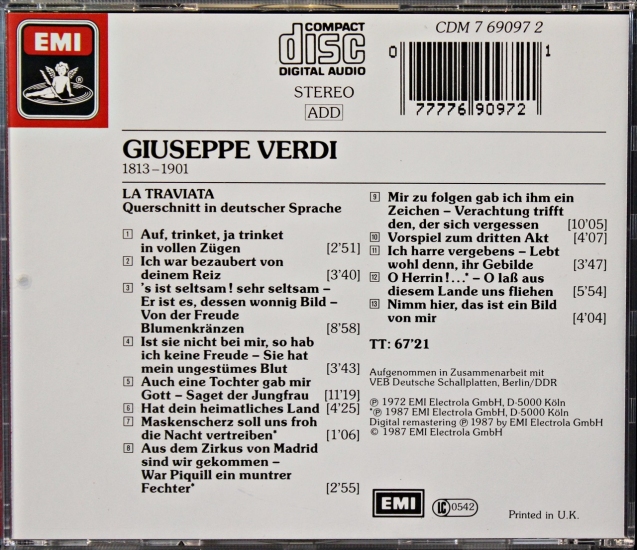 EMI
COMPACT
disc
DIGITAL AUDIO
STEREO
ADD
CDM 7 69097 2
0 77776 90972 1
GIUSEPPE VERDI
1813–1901
LA TRAVIATA
Querschnitt in deutscher Sprache
1 Auf, trinket, ja trinket
in vollen Zügen [2'51]
2 Ich war bezaubert von
deinem Reiz [3'40]
3 's ist seltsam! sehr seltsam –
Er ist es, dessen wonnig Bild –
Von der Freude
Blumenkränzen [8'58]
4 Ist sie nicht bei mir, so hab
ich keine Freude – Sie hat
mein ungestümes Blut [3'43]
5 Auch eine Tochter gab mir
Gott – Saget der Jungfrau [11'19]
6 Hat dein heimatliches Land [4'25]
7 Maskenscherz soll uns froh
die Nacht vertreiben* [1'06]
8 Aus dem Zirkus von Madrid
sind wir gekommen –
War Piquill ein muntrer
Fechter* [2'55]
9 Mir zu folgen gab ich ihm ein
Zeichen – Verachtung trifft
den, der sich vergessen [10'05]
10 Vorspiel zum dritten Akt [4'07]
11 Ich harre vergebens – Lebt
wohl denn, ihr Gebilde [3'47]
12 O Herrin!...* – O laß aus
diesem Lande uns fliehen [5'54]
13 Nimm hier, das ist ein Bild
von mir [4'04]
TT: 67'21
Aufgenommen in Zusammenarbeit mit
VEB Deutsche Schallplatten, Berlin/DDR
℗ 1972 EMI Electrola GmbH, D-5000 Köln
*℗ 1987 EMI Electrola GmbH, D-5000 Köln
Digital remastering ℗ 1987 by EMI Electrola GmbH
© 1987 EMI Electrola GmbH
EMI
LC 0542
Printed in U.K.